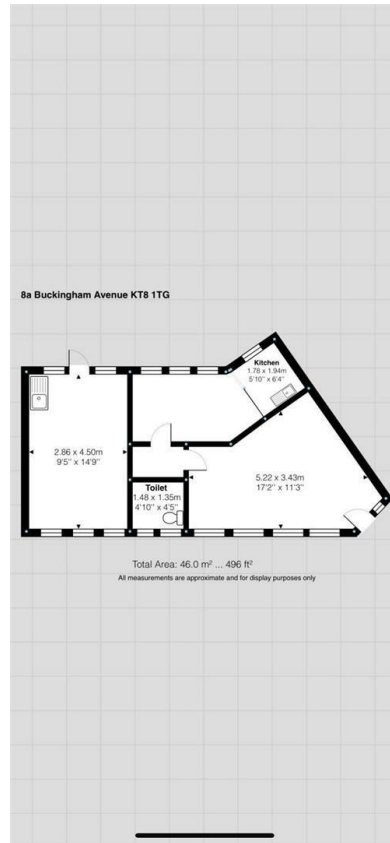 8a Buckingham Avenue KT8 1TG
Kitchen
1.78 x 1.94m
5'10" x 6'4"
2.86 x 4.50m
9'5" x 14'9"
5.22 x 3.43m
17'2" x 11'3"
Toilet
1.48 x 1.35m
4'10" x 4'5"
Total Area: 46.0 m² ... 496 ft²
All measurements are approximate and for display purposes only